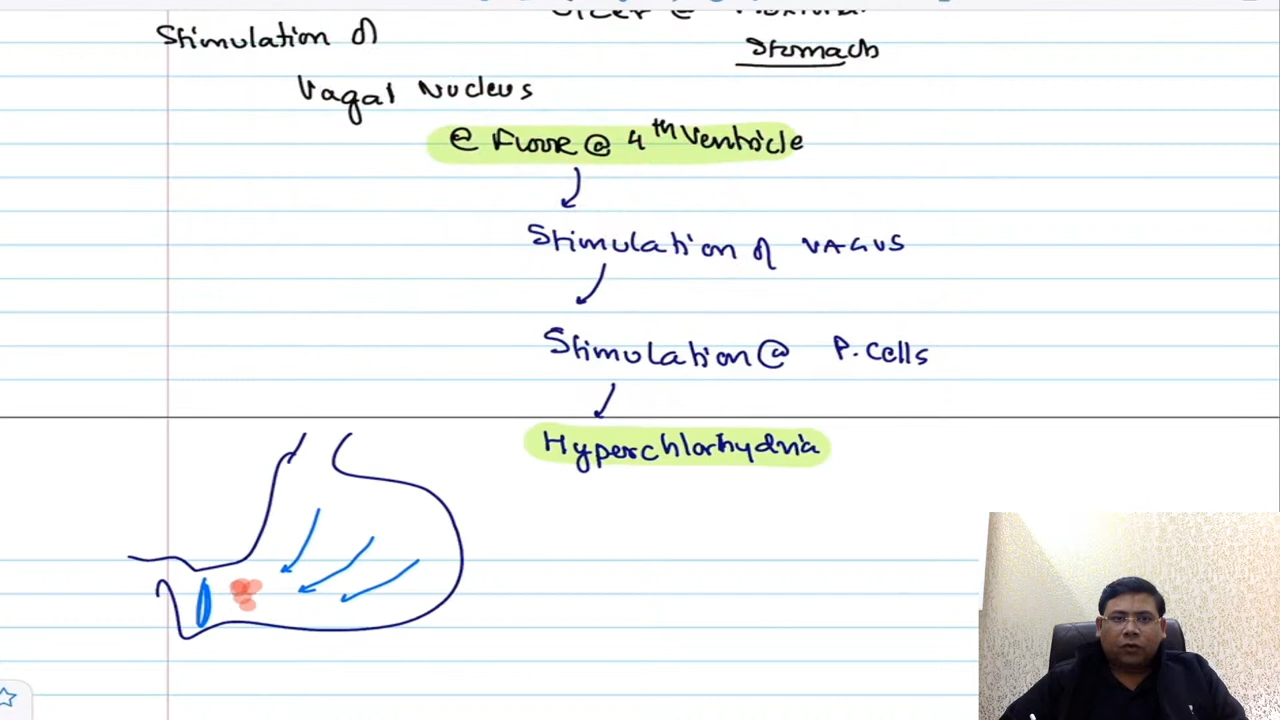 Stimulation of
Stomach
Vagal Nucleus
@ Floor @ 4th Ventricle
Stimulation of VAGUS
Stimulation @ P. Cells
Hyperchlorhydria